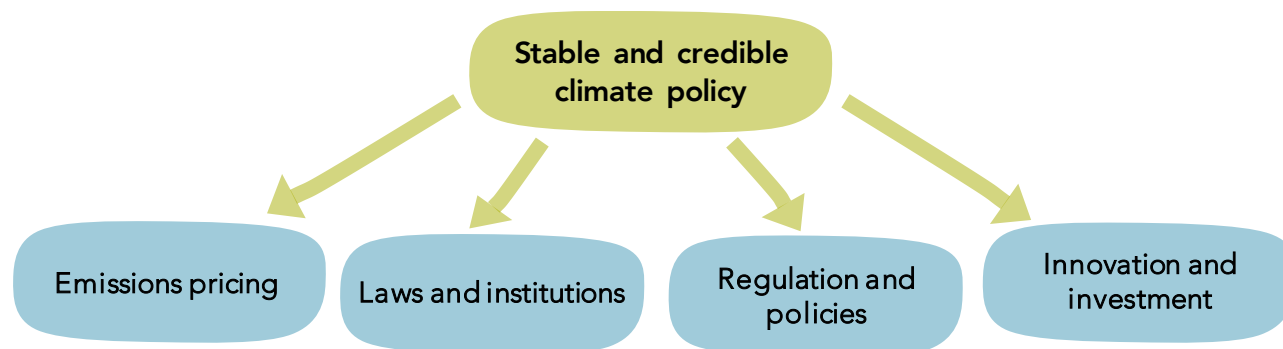 Stable and credible
climate policy
Emissions pricing
Laws and institutions
Regulation and
policies
Innovation and
investment